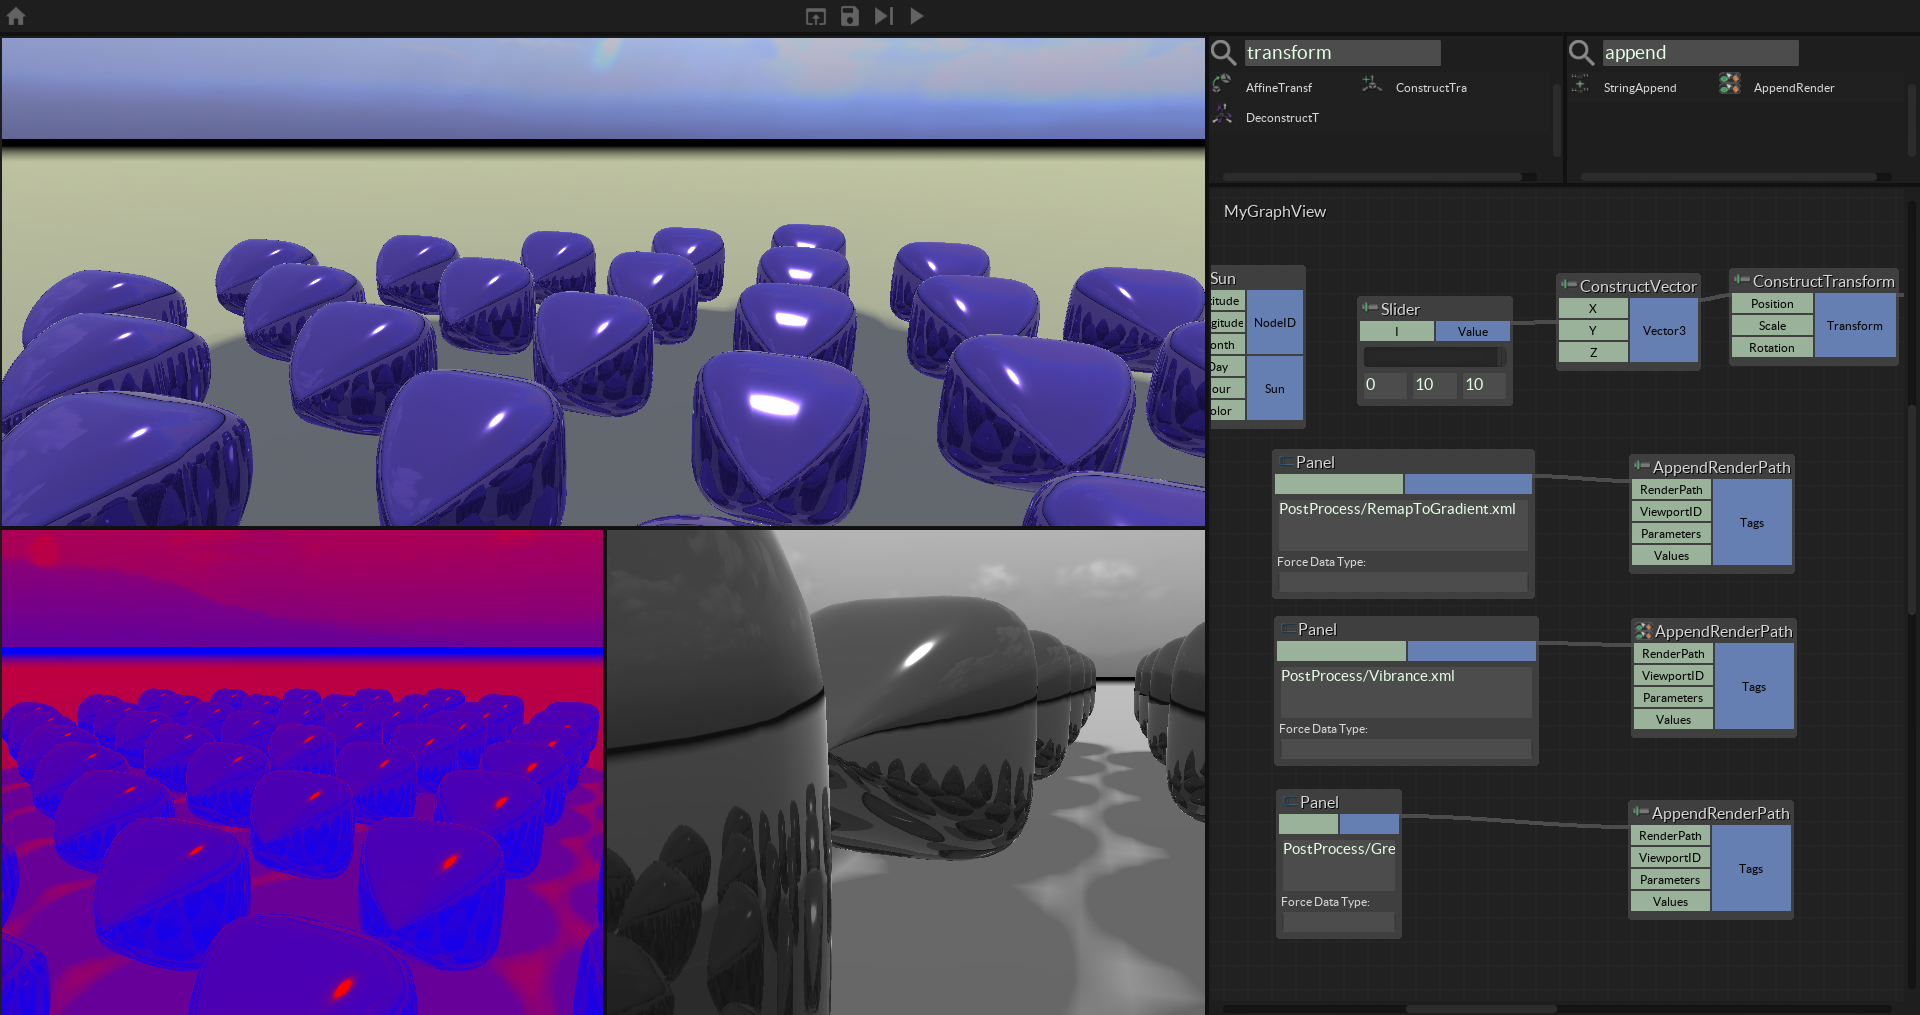 transform
AffineTransf
ConstructTra
DeconstructT
append
StringAppend
AppendRender
MyGraphView
Sun
titude
gitude
onth
Day
our
olor
NodeID
Sun
Slider
I
Value
0
10
10
ConstructVector
X
Y
Z
Vector3
ConstructTransform
Position
Scale
Rotation
Transform
Panel
PostProcess/RemapToGradient.xml
Force Data Type:
AppendRenderPath
RenderPath
ViewportID
Parameters
Values
Tags
Panel
PostProcess/Vibrance.xml
Force Data Type:
AppendRenderPath
RenderPath
ViewportID
Parameters
Values
Tags
Panel
PostProcess/Gre
Force Data Type:
AppendRenderPath
RenderPath
ViewportID
Parameters
Values
Tags